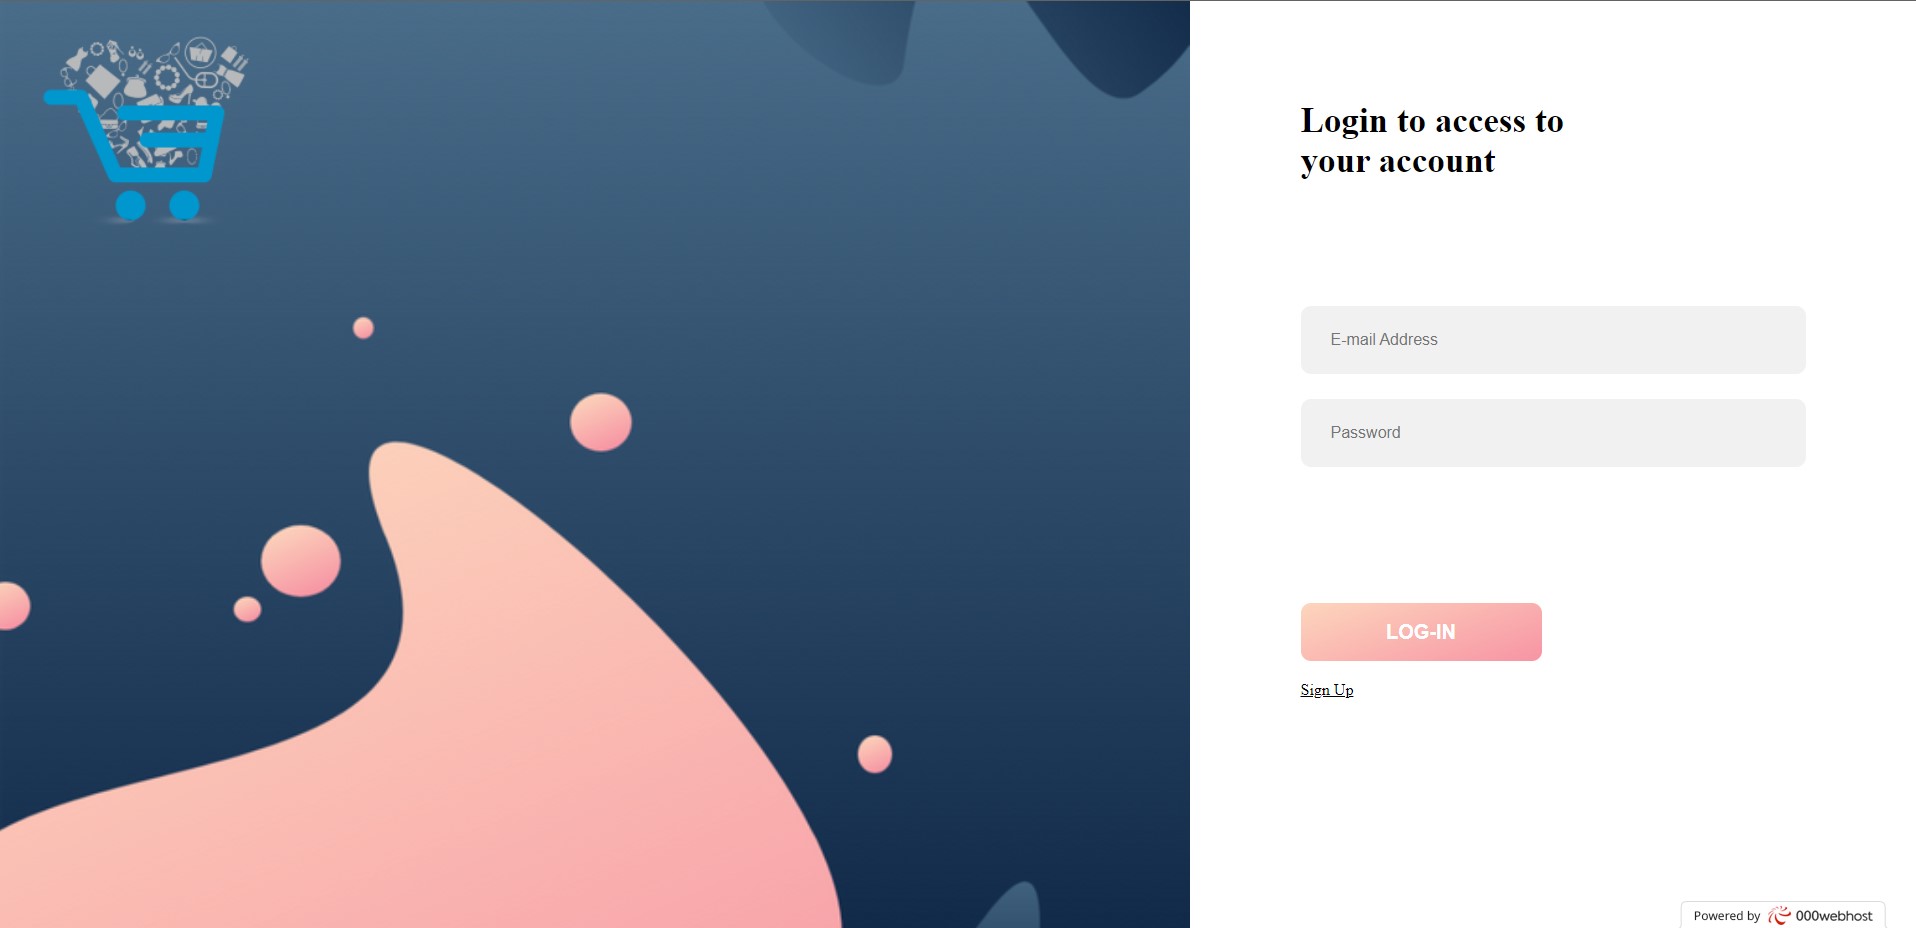 Login to access to
your account
E-mail Address
Password
LOG-IN
Sign Up
Powered by 000webhost